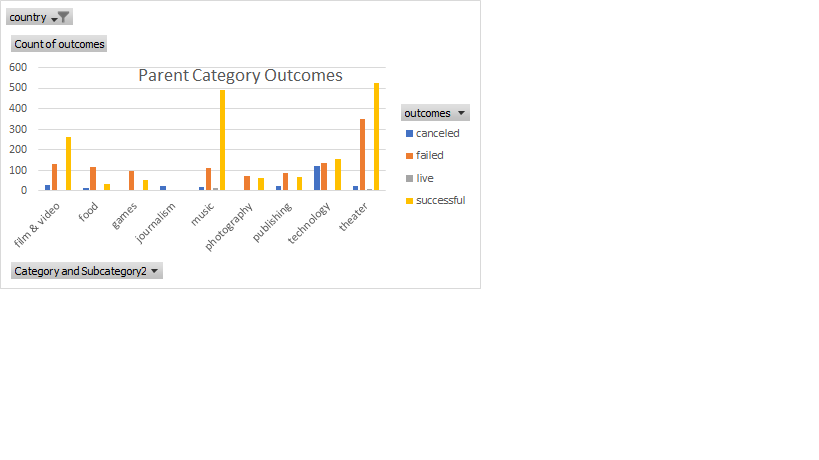 country
Count of outcomes
Parent Category Outcomes
600
500
400
300
200
100
0
film & video
food
games
journalism
music
photography
publishing
technology
theater
outcomes
canceled
failed
live
successful
Category and Subcategory2